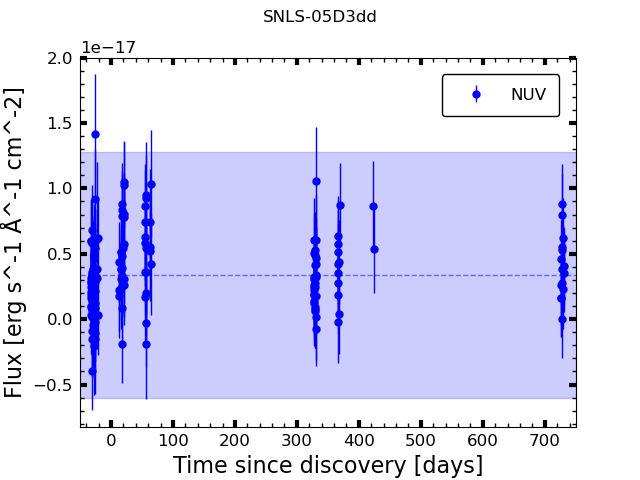 SNLS-05D3dd
1e−17
2.0
1.5
1.0
0.5
0.0
−0.5
Flux [erg s^-1 Å^-1 cm^-2]
NUV
0 100 200 300 400 500 600 700
Time since discovery [days]